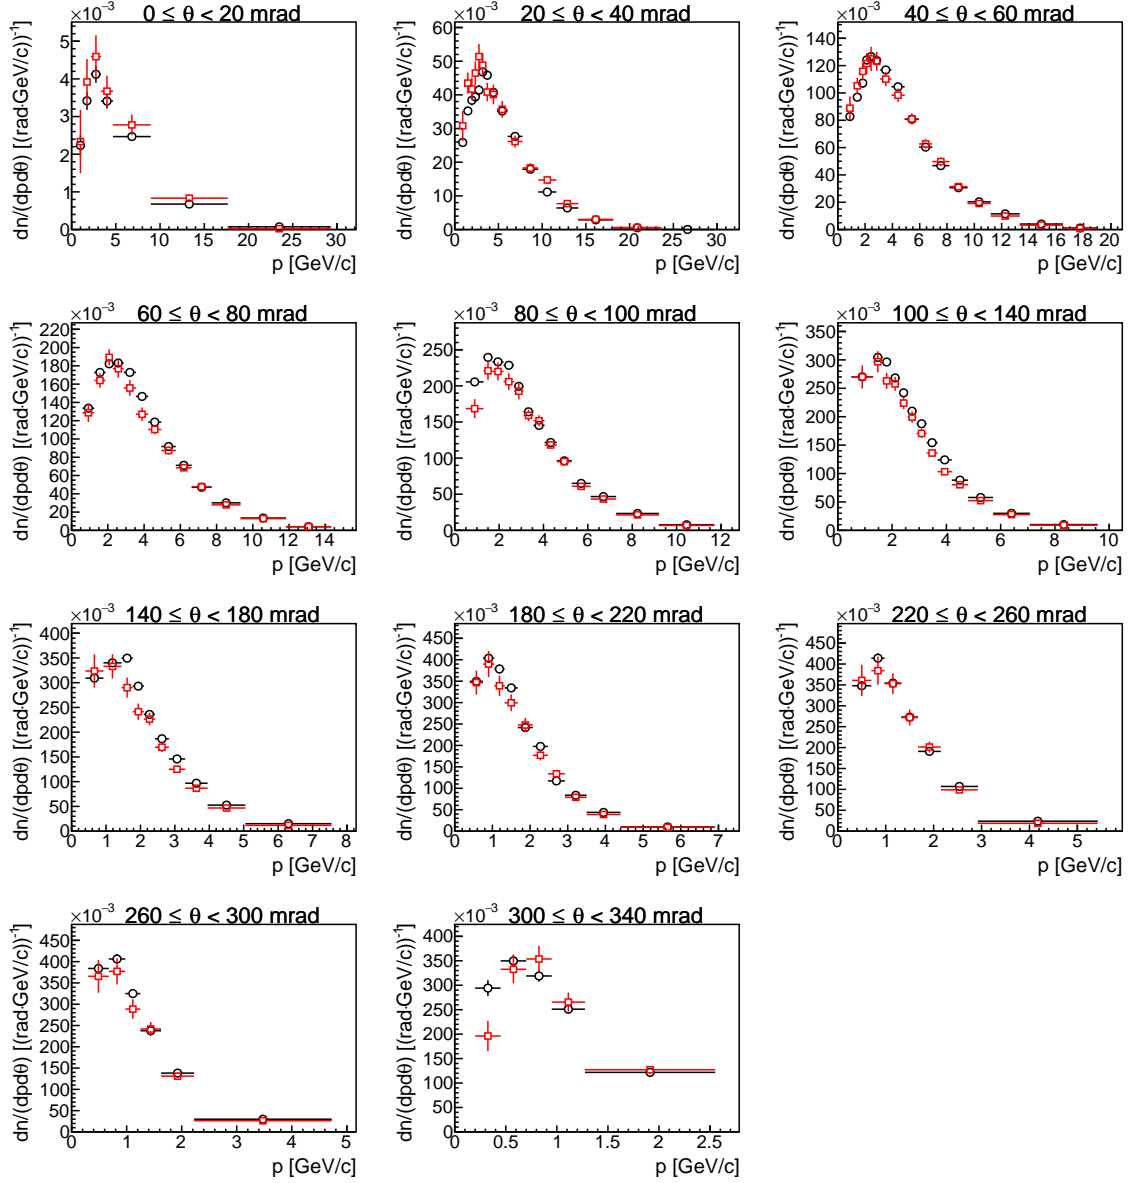 ×10⁻³ 0 ≤ θ < 20 mrad
dn/(dpdθ) [(rad·GeV/c))⁻¹]
5
4
3
2
1
0
0 5 10 15 20 25 30
p [GeV/c]
×10⁻³ 20 ≤ θ < 40 mrad
dn/(dpdθ) [(rad·GeV/c))⁻¹]
60
50
40
30
20
10
0
0 5 10 15 20 25 30
p [GeV/c]
×10⁻³ 40 ≤ θ < 60 mrad
dn/(dpdθ) [(rad·GeV/c))⁻¹]
140
120
100
80
60
40
20
0
0 2 4 6 8 10 12 14 16 18 20
p [GeV/c]
×10⁻³ 60 ≤ θ < 80 mrad
dn/(dpdθ) [(rad·GeV/c))⁻¹]
220
200
180
160
140
120
100
80
60
40
20
0
0 2 4 6 8 10 12 14
p [GeV/c]
×10⁻³ 80 ≤ θ < 100 mrad
dn/(dpdθ) [(rad·GeV/c))⁻¹]
250
200
150
100
50
0
0 2 4 6 8 10 12
p [GeV/c]
×10⁻³ 100 ≤ θ < 140 mrad
dn/(dpdθ) [(rad·GeV/c))⁻¹]
350
300
250
200
150
100
50
0
0 2 4 6 8 10
p [GeV/c]
×10⁻³ 140 ≤ θ < 180 mrad
dn/(dpdθ) [(rad·GeV/c))⁻¹]
400
350
300
250
200
150
100
50
0
0 1 2 3 4 5 6 7 8
p [GeV/c]
×10⁻³ 180 ≤ θ < 220 mrad
dn/(dpdθ) [(rad·GeV/c))⁻¹]
450
400
350
300
250
200
150
100
50
0
0 1 2 3 4 5 6 7
p [GeV/c]
×10⁻³ 220 ≤ θ < 260 mrad
dn/(dpdθ) [(rad·GeV/c))⁻¹]
450
400
350
300
250
200
150
100
50
0
0 1 2 3 4 5
p [GeV/c]
×10⁻³ 260 ≤ θ < 300 mrad
dn/(dpdθ) [(rad·GeV/c))⁻¹]
450
400
350
300
250
200
150
100
50
0
0 1 2 3 4 5
p [GeV/c]
×10⁻³ 300 ≤ θ < 340 mrad
dn/(dpdθ) [(rad·GeV/c))⁻¹]
400
350
300
250
200
150
100
50
0
0 0.5 1 1.5 2 2.5
p [GeV/c]